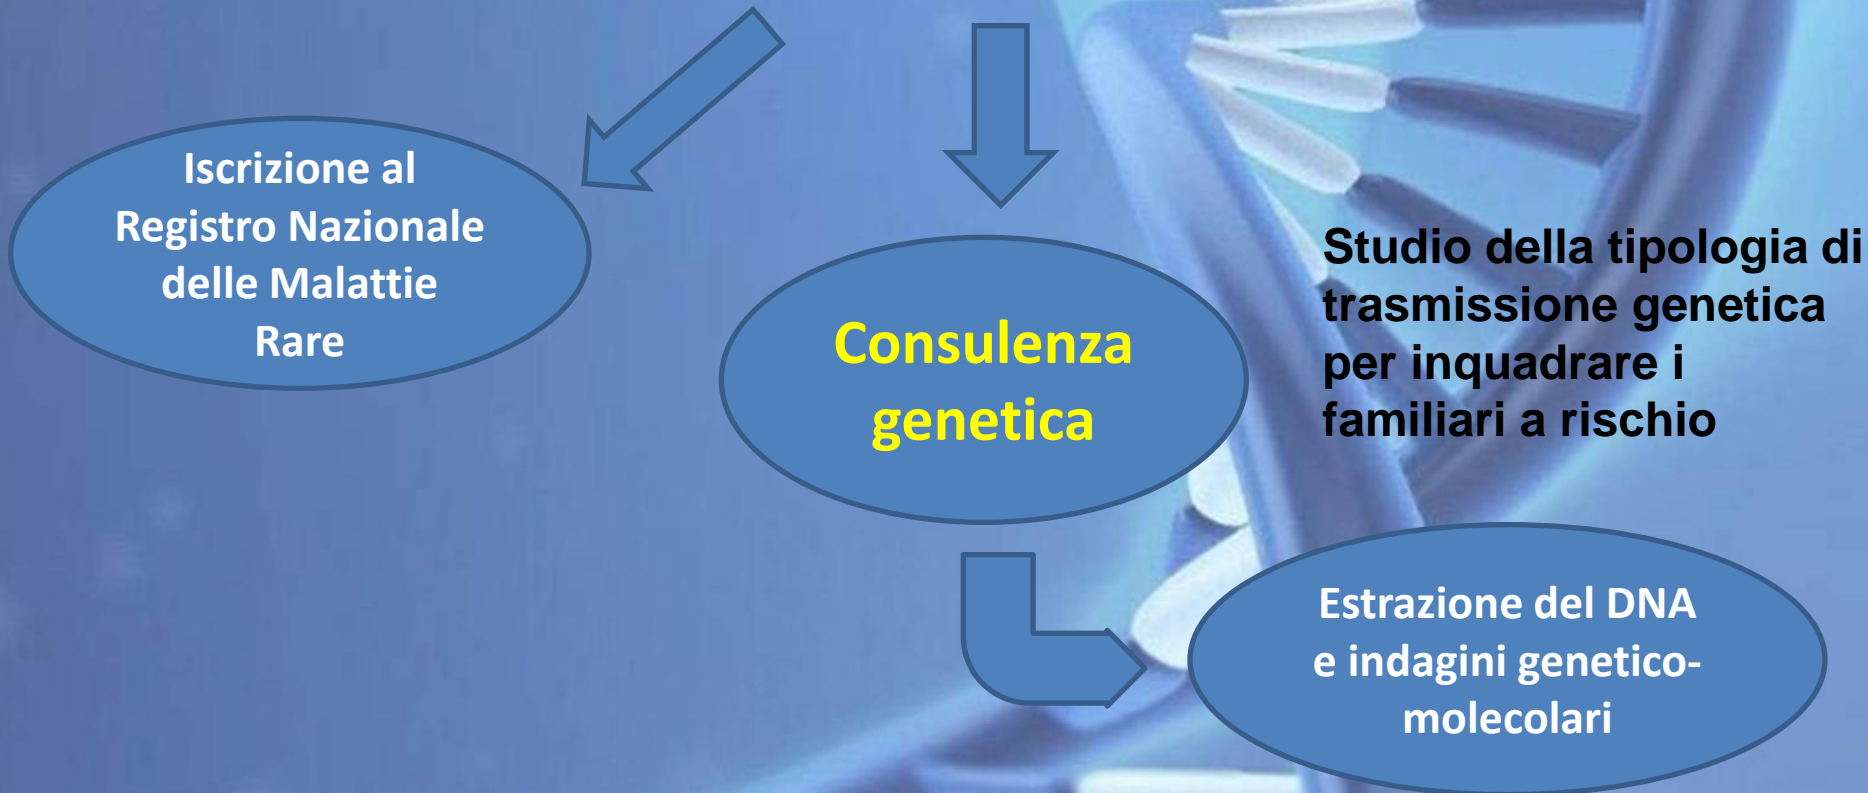 Iscrizione al
Registro Nazionale
delle Malattie
Rare
Consulenza
genetica
Studio della tipologia di
trasmissione genetica
per inquadrare i
familiari a rischio
Estrazione del DNA
e indagini genetico-
molecolari